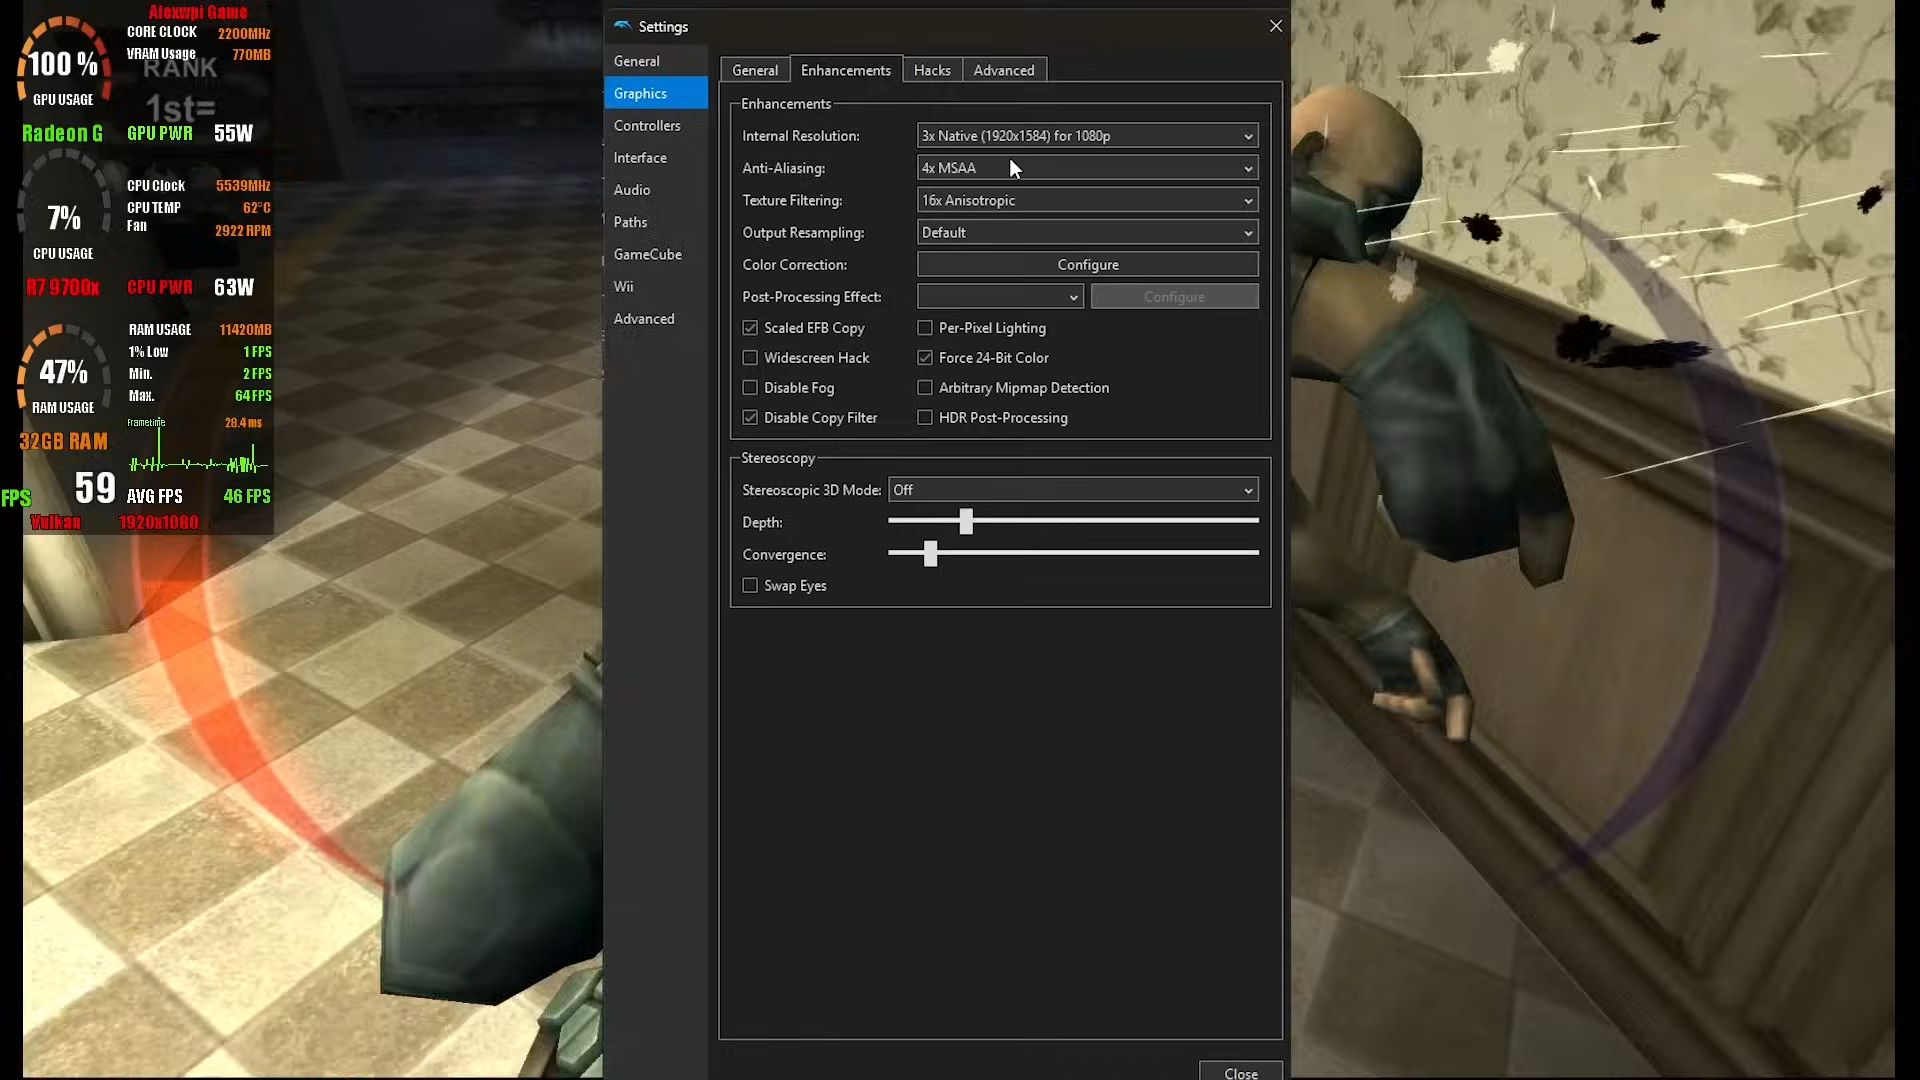 Alexwpi Game
CORE CLOCK 2200MHz
VRAM Usage 770MB
100 %
GPU USAGE
RANK
1st=
Radeon G GPU PWR 55W
CPU Clock 5539MHz
CPU TEMP 62°C
Fan 2922 RPM
7%
CPU USAGE
R7 9700x CPU PWR 63W
RAM USAGE 11420MB
1% Low 1 FPS
Min. 2 FPS
Max. 64 FPS
47%
RAM USAGE
Frametime 28.4 ms
32GB RAM
FPS 59 AVG FPS 46 FPS
Vulkan 1920x1080
Settings
General
Graphics
Controllers
Interface
Audio
Paths
GameCube
Wii
Advanced
General Enhancements Hacks Advanced
Enhancements
Internal Resolution: 3x Native (1920x1584) for 1080p
Anti-Aliasing: 4x MSAA
Texture Filtering: 16x Anisotropic
Output Resampling: Default
Color Correction: Configure
Post-Processing Effect: Configure
Scaled EFB Copy Per-Pixel Lighting
Widescreen Hack Force 24-Bit Color
Disable Fog Arbitrary Mipmap Detection
Disable Copy Filter HDR Post-Processing
Stereoscopy
Stereoscopic 3D Mode: Off
Depth:
Convergence:
Swap Eyes
Close